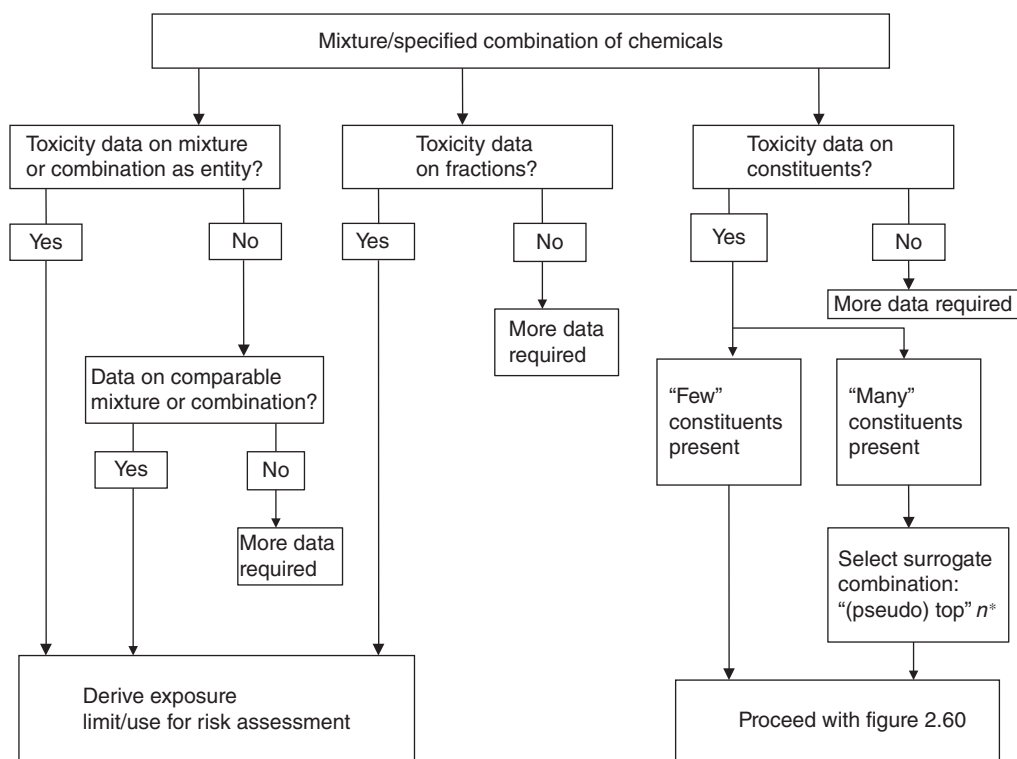 Mixture/specified combination of chemicals
Toxicity data on mixture
or combination as entity?
Yes
No
Data on comparable
mixture or combination?
Yes
No
More data
required
Derive exposure
limit/use for risk assessment
Toxicity data
on fractions?
Yes
No
More data
required
Toxicity data on
constituents?
Yes
No
More data required
“Few”
constituents
present
“Many”
constituents
present
Select surrogate
combination:
“(pseudo) top” n*
Proceed with figure 2.60